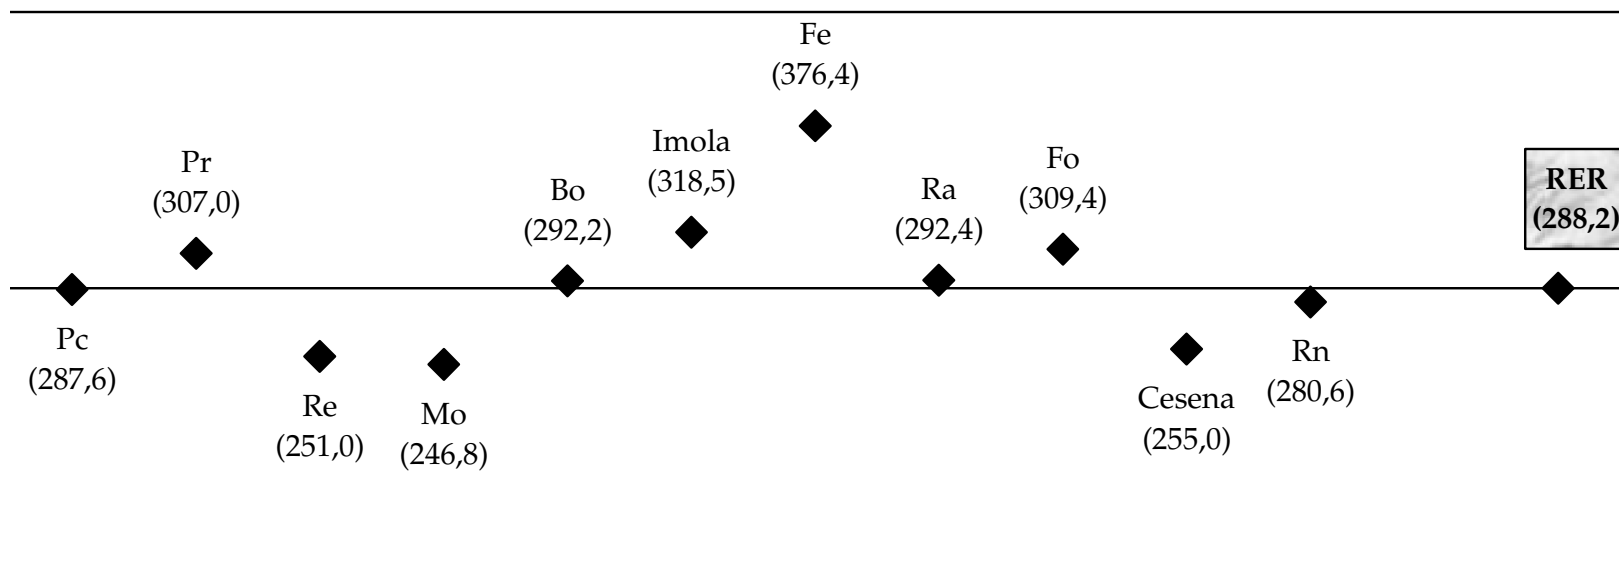 Fe
(376,4)
Imola
(318,5)
Pr
(307,0)
Fo
(309,4)
Bo
(292,2)
Ra
(292,4)
RER
(288,2)
Pc
(287,6)
Re
(251,0)
Mo
(246,8)
Cesena
(255,0)
Rn
(280,6)